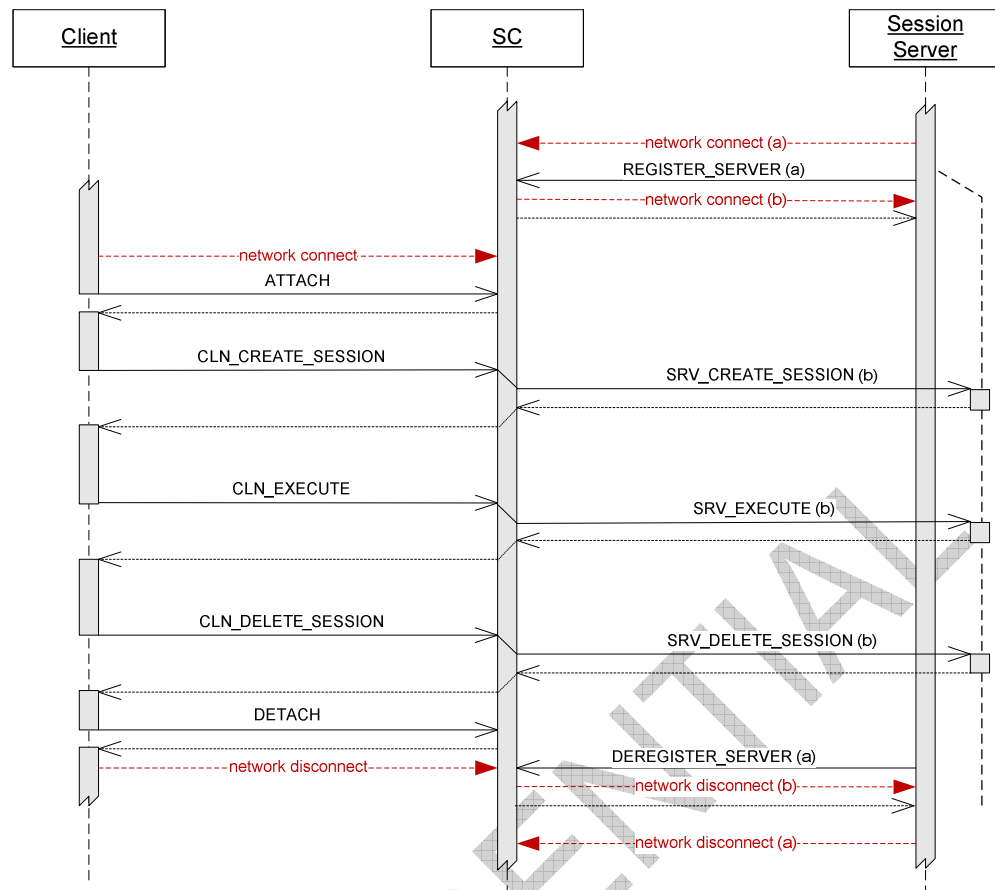 Client
SC
Session
Server
network connect (a)
REGISTER_SERVER (a)
network connect (b)
network connect
ATTACH
CLN_CREATE_SESSION
SRV_CREATE_SESSION (b)
CLN_EXECUTE
SRV_EXECUTE (b)
CLN_DELETE_SESSION
SRV_DELETE_SESSION (b)
DETACH
DEREGISTER_SERVER (a)
network disconnect
network disconnect (b)
network disconnect (a)
ENTIAL